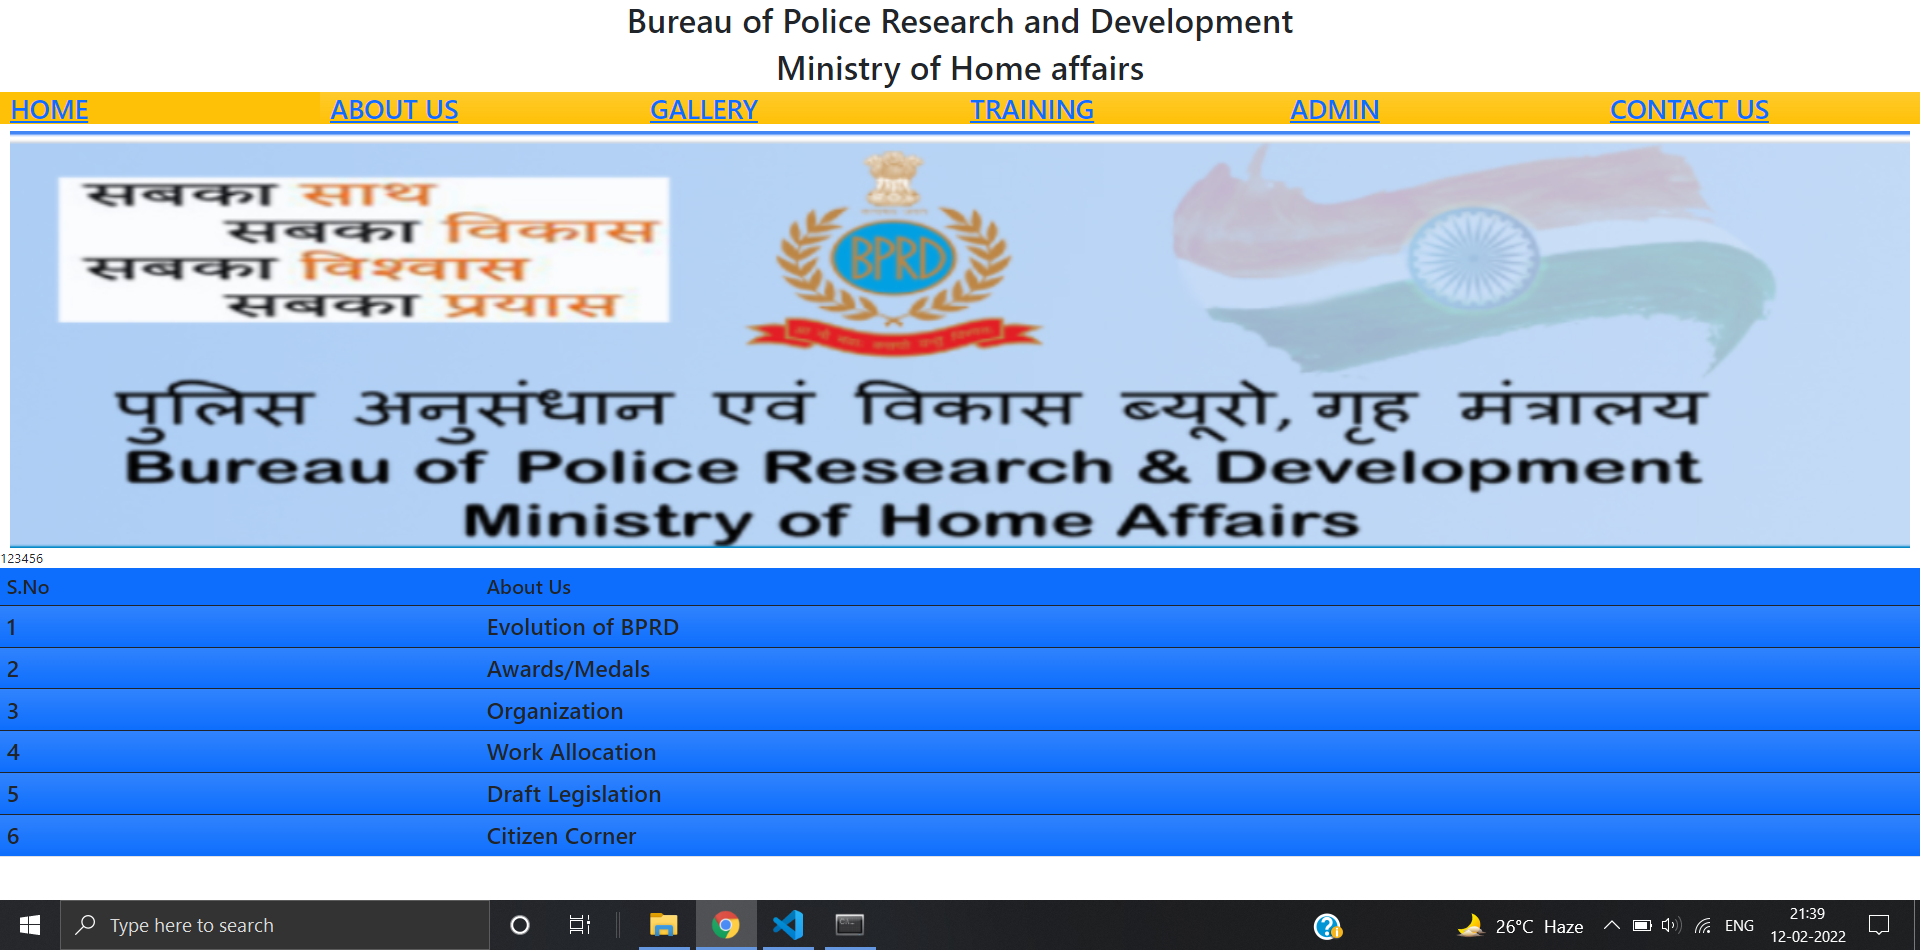 Bureau of Police Research and Development
Ministry of Home affairs
HOME ABOUT US GALLERY TRAINING ADMIN CONTACT US
सबका साथ
सबका विकास
सबका विश्वास
सबका प्रयास
BPRD
पुलिस अनुसंधान एवं विकास ब्यूरो, गृह मंत्रालय
Bureau of Police Research & Development
Ministry of Home Affairs
123456
S.No About Us
1 Evolution of BPRD
2 Awards/Medals
3 Organization
4 Work Allocation
5 Draft Legislation
6 Citizen Corner
Type here to search
26°C Haze
ENG
21:39
12-02-2022